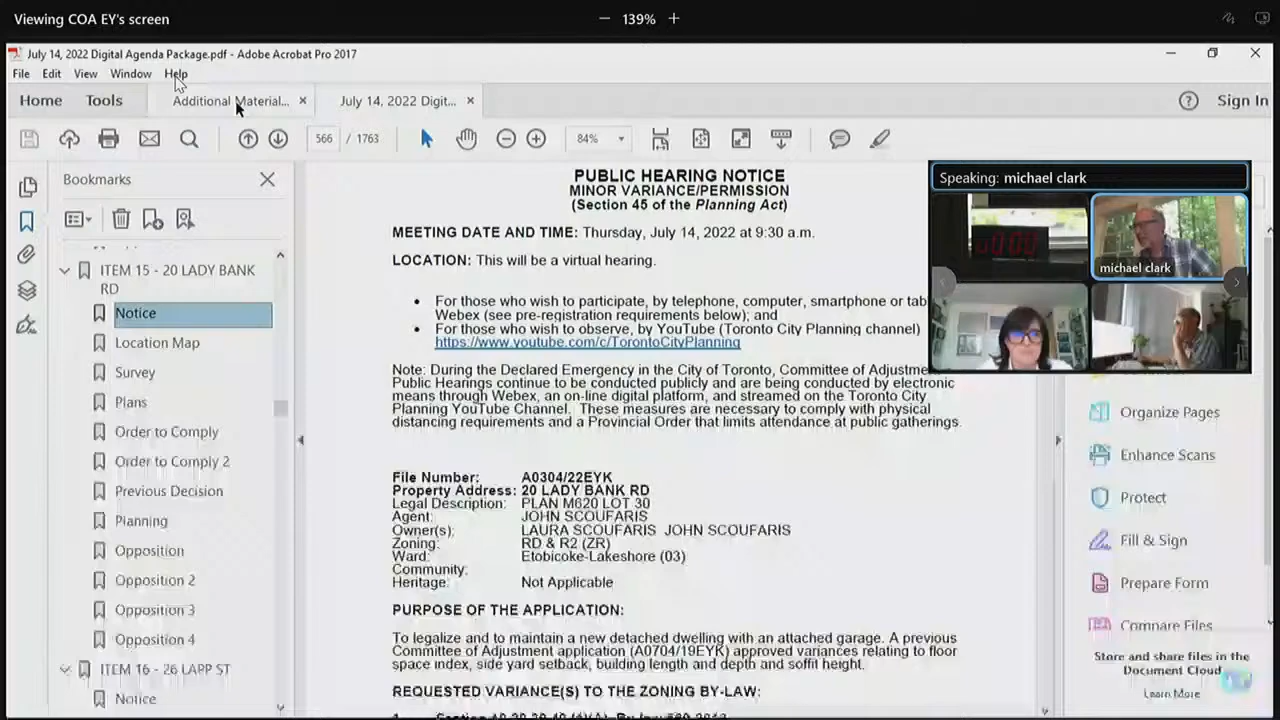 Viewing COA EY's screen
139%
July 14, 2022 Digital Agenda Package.pdf - Adobe Acrobat Pro 2017
File Edit View Window Help
Home Tools Additional Material... July 14, 2022 Digit... Sign In
566 / 1763 84%
Bookmarks
ITEM 15 - 20 LADY BANK
RD
Notice
Location Map
Survey
Plans
Order to Comply
Order to Comply 2
Previous Decision
Planning
Opposition
Opposition 2
Opposition 3
Opposition 4
ITEM 16 - 26 LAPP ST
Notice
PUBLIC HEARING NOTICE
MINOR VARIANCE/PERMISSION
(Section 45 of the Planning Act)
MEETING DATE AND TIME: Thursday, July 14, 2022 at 9:30 a.m.
LOCATION: This will be a virtual hearing.
• For those who wish to participate, by telephone, computer, smartphone or
Webex (see pre-registration requirements below); and
• For those who wish to observe, by YouTube (Toronto City Planning channel)
https://www.youtube.com/c/TorontoCityPlanning
Note: During the Declared Emergency in the City of Toronto, Committee of
Public Hearings continue to be conducted publicly and are being conducted by electronic
means through Webex, an on-line digital platform, and streamed on the Toronto City
Planning YouTube Channel. These measures are necessary to comply with physical
distancing requirements and a Provincial Order that limits attendance at public gatherings.
File Number: A0304/22EYK
Property Address: 20 LADY BANK RD
Legal Description: PLAN M620 LOT 30
Agent: JOHN SCOUFARIS
Owner(s): LAURA SCOUFARIS JOHN SCOUFARIS
Zoning: RD & R2 (ZR)
Ward: Etobicoke-Lakeshore (03)
Community:
Heritage: Not Applicable
PURPOSE OF THE APPLICATION:
To legalize and to maintain a new detached dwelling with an attached garage. A previous
Committee of Adjustment application (A0704/19EYK) approved variances relating to floor
space index, side yard setback, building length and depth and soffit height.
REQUESTED VARIANCE(S) TO THE ZONING BY-LAW:
Speaking: michael clark
michael clark
Organize Pages
Enhance Scans
Protect
Fill & Sign
Prepare Form
Compare Files
Store and share files in the
Document Cloud
Learn More